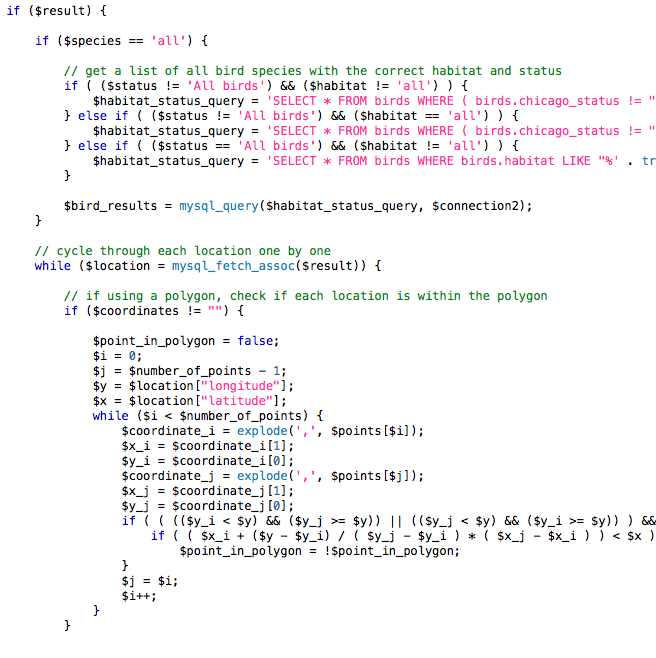 if ($result) {
if ($species == 'all') {
// get a list of all bird species with the correct habitat and status
if ( ($status != 'All birds') && ($habitat != 'all') ) {
$habitat_status_query = 'SELECT * FROM birds WHERE ( birds.chicago_status != "
} else if ( ($status != 'All birds') && ($habitat == 'all') ) {
$habitat_status_query = 'SELECT * FROM birds WHERE ( birds.chicago_status != "
} else if ( ($status == 'All birds') && ($habitat != 'all') ) {
$habitat_status_query = 'SELECT * FROM birds WHERE birds.habitat LIKE "%' . tr
}
$bird_results = mysql_query($habitat_status_query, $connection2);
}
// cycle through each location one by one
while ($location = mysql_fetch_assoc($result)) {
// if using a polygon, check if each location is within the polygon
if ($coordinates != "") {
$point_in_polygon = false;
$i = 0;
$j = $number_of_points - 1;
$y = $location["longitude"];
$x = $location["latitude"];
while ($i < $number_of_points) {
$coordinate_i = explode(',', $points[$i]);
$x_i = $coordinate_i[1];
$y_i = $coordinate_i[0];
$coordinate_j = explode(',', $points[$j]);
$x_j = $coordinate_j[1];
$y_j = $coordinate_j[0];
if ( ( (($y_i < $y) && ($y_j >= $y)) || (($y_j < $y) && ($y_i >= $y)) ) &&
if ( ( $x_i + ($y - $y_i) / ( $y_j - $y_i ) * ( $x_j - $x_i ) ) < $x )
$point_in_polygon = !$point_in_polygon;
}
$j = $i;
$i++;
}
}